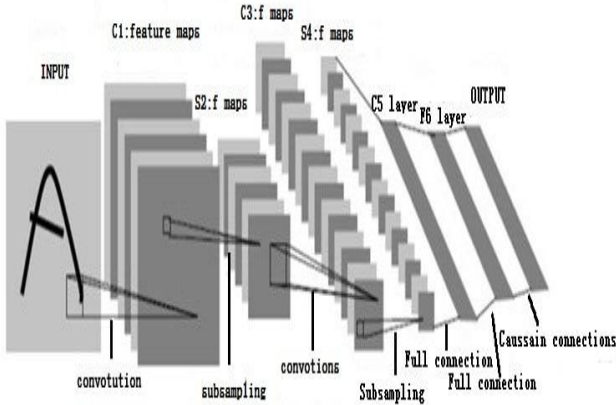 C3:f maps
C1:feature maps
S4:f maps
INPUT
S2:f maps
C5 layer
F6 layer
OUTPUT
convotution
subsampling
convotions
Subsampling
Full connection
Full connection
Caussain connections